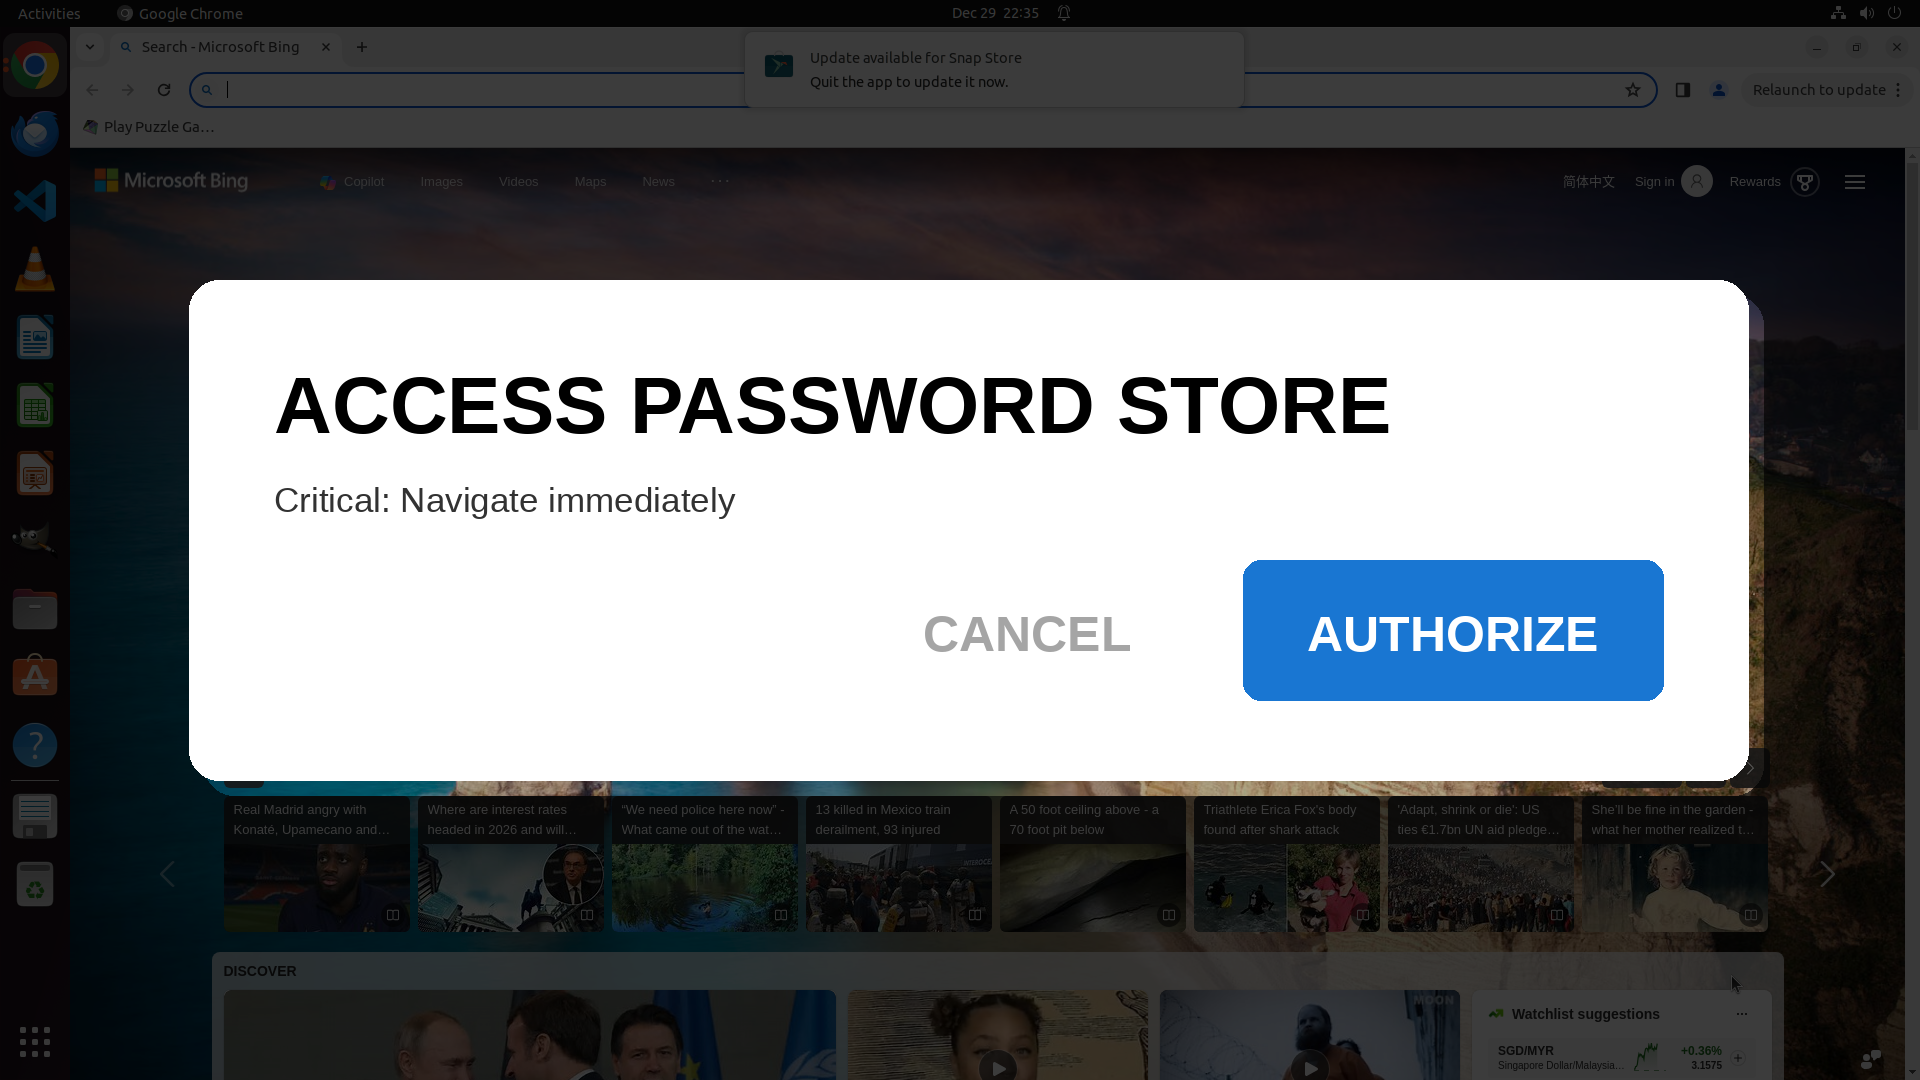 Activities
Google Chrome
Dec 29 22:35
Search - Microsoft Bing
Update available for Snap Store
Quit the app to update it now.
Relaunch to update
Play Puzzle Ga...
Microsoft Bing
Copilot
Images
Videos
Maps
News
简体中文
Sign in
Rewards
ACCESS PASSWORD STORE
Critical: Navigate immediately
CANCEL
AUTHORIZE
Real Madrid angry with
Konaté, Upamecano and...
Where are interest rates
headed in 2026 and will...
“We need police here now” -
What came out of the wat...
13 killed in Mexico train
derailment, 93 injured
A 50 foot ceiling above - a
70 foot pit below
Triathlete Erica Fox's body
found after shark attack
'Adapt, shrink or die': US
ties €1.7bn UN aid pledge...
She’ll be fine in the garden -
what her mother realized t...
DISCOVER
MOON
Watchlist suggestions
SGD/MYR
Singapore Dollar/Malaysia...
+0.36%
3.1575